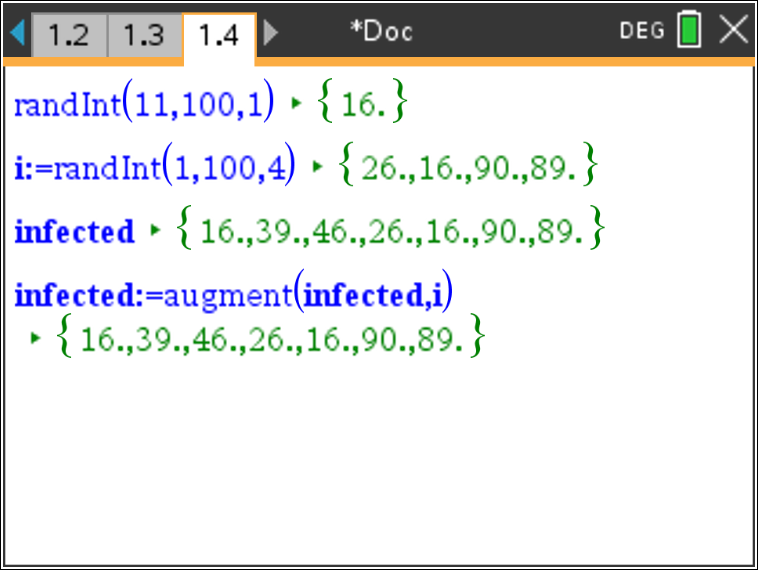 1.2 1.3 1.4 *Doc DEG
randInt(11,100,1) ▸ {16.}
i:=randInt(1,100,4) ▸ {26.,16.,90.,89.}
infected ▸ {16.,39.,46.,26.,16.,90.,89.}
infected:=augment(infected,i)
▸ {16.,39.,46.,26.,16.,90.,89.}